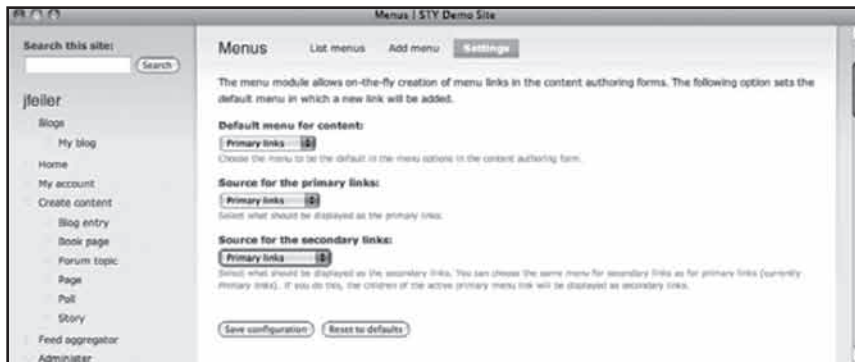 Menus | STY Demo Site
Search this site:
Search
jfeiler
Blogs
My blog
Home
My account
Create content
Blog entry
Book page
Forum topic
Page
Poll
Story
Feed aggregator
Administer
Menus List menus Add menu Settings
The menu module allows on-the-fly creation of menu links in the content authoring forms. The following option sets the
default menu in which a new link will be added.
Default menu for content:
Primary links
Choose the menu to be the default in the menu options in the content authoring form.
Source for the primary links:
Primary links
Select what should be displayed as the primary links.
Source for the secondary links:
Primary links
Select what should be displayed as the secondary links. You can choose the same menu for secondary links as for primary links (currently
Primary links). If you do this, the children of the active primary menu link will be displayed as secondary links.
Save configuration Reset to defaults